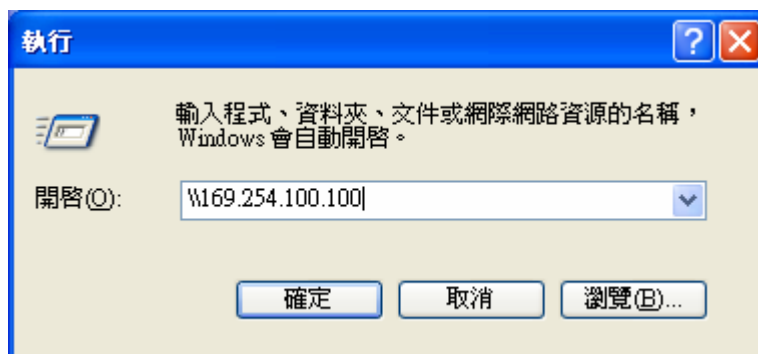 執行
輸入程式、資料夾、文件或網際網路資源的名稱，
Windows 會自動開啓。
開啓(O):
\\169.254.100.100
確定 取消 瀏覽(B)...